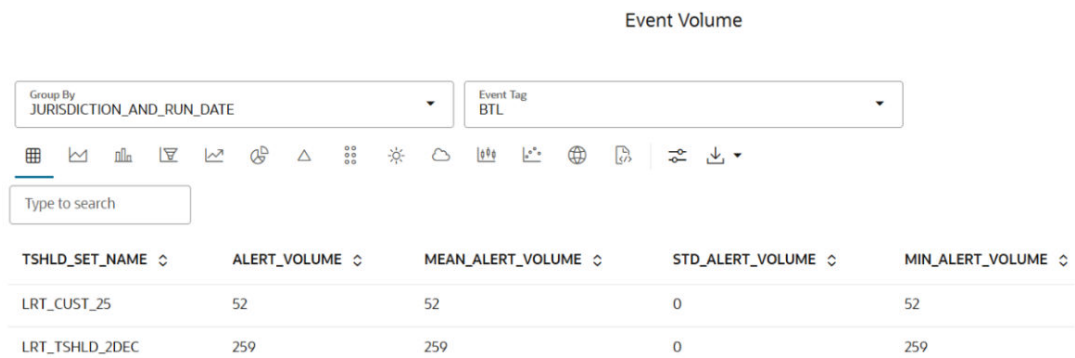 Event Volume
Group By
JURISDICTION_AND_RUN_DATE
Event Tag
BTL
Type to search
TSHLD_SET_NAME ALERT_VOLUME MEAN_ALERT_VOLUME STD_ALERT_VOLUME MIN_ALERT_VOLUME
LRT_CUST_25 52 52 0 52
LRT_TSHLD_2DEC 259 259 0 259